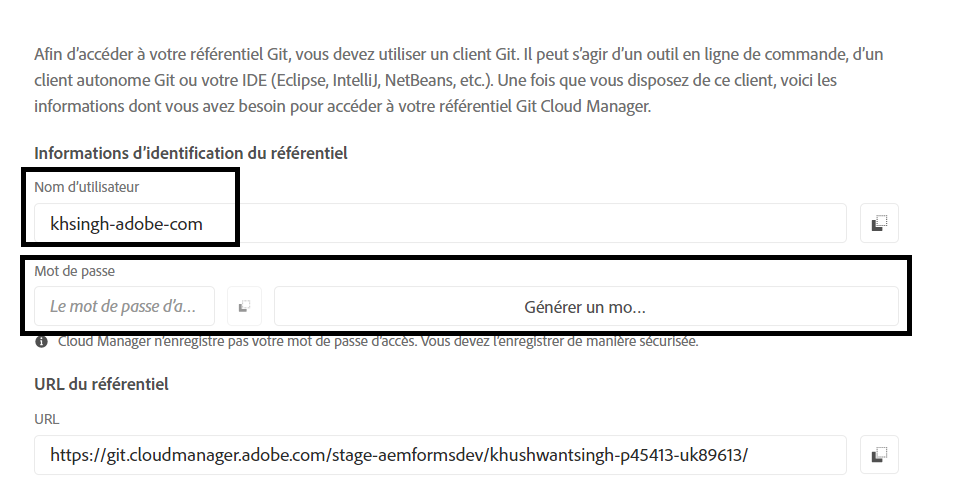 Afin d’accéder à votre référentiel Git, vous devez utiliser un client Git. Il peut s’agir d’un outil en ligne de commande, d’un
client autonome Git ou votre IDE (Eclipse, IntelliJ, NetBeans, etc.). Une fois que vous disposez de ce client, voici les
informations dont vous avez besoin pour accéder à votre référentiel Git Cloud Manager.
Informations d’identification du référentiel
Nom d’utilisateur
khsingh-adobe-com
Mot de passe
Le mot de passe d’a...
Générer un mo...
Cloud Manager n’enregistre pas votre mot de passe d’accès. Vous devez l’enregistrer de manière sécurisée.
URL du référentiel
URL
https://git.cloudmanager.adobe.com/stage-aemformsdev/khushwantsingh-p45413-uk89613/